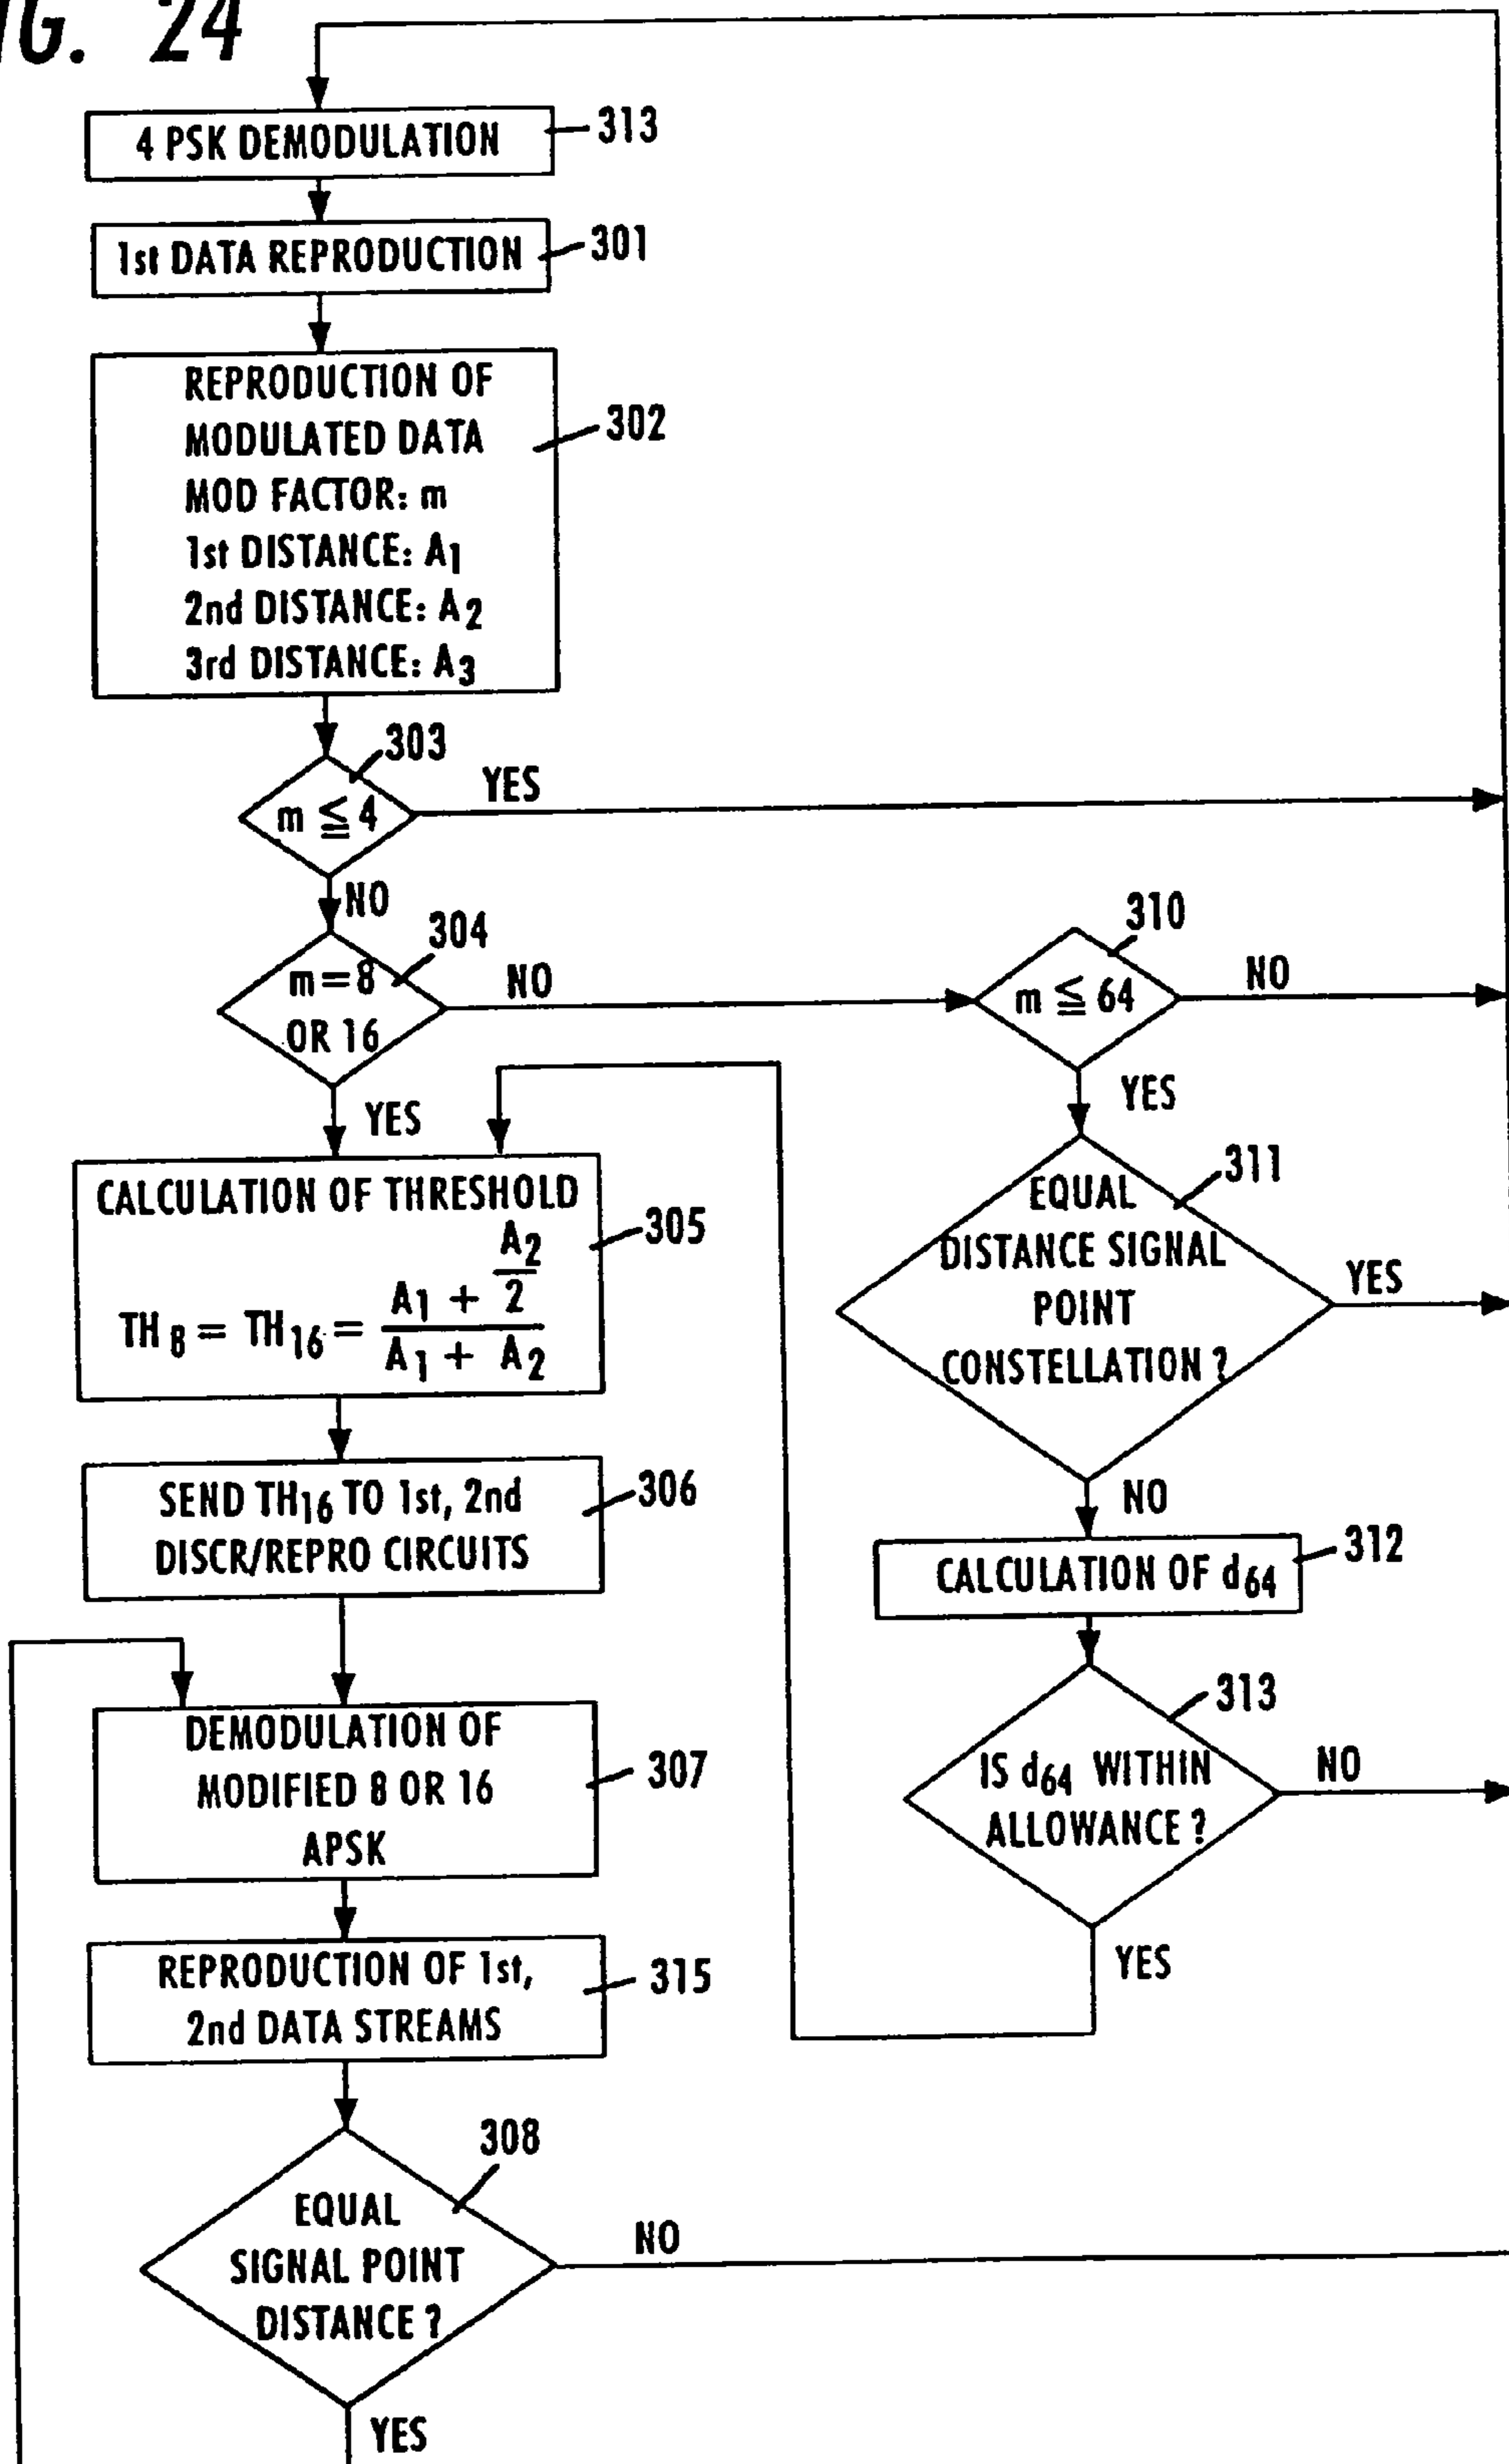 IG. 24
4 PSK DEMODULATION
313
1st DATA REPRODUCTION
301
REPRODUCTION OF
MODULATED DATA
MOD FACTOR: m
1st DISTANCE: A1
2nd DISTANCE: A2
3rd DISTANCE: A3
302
303
m ≦ 4
YES
NO
304
m = 8
OR 16
NO
YES
310
m ≦ 64
NO
YES
CALCULATION OF THRESHOLD
TH8 = TH16 = (A1 + A2/2) / (A1 + A2)
305
311
EQUAL
DISTANCE SIGNAL
POINT
CONSTELLATION ?
YES
NO
SEND TH16 TO 1st, 2nd
DISCR/REPRO CIRCUITS
306
CALCULATION OF d64
312
DEMODULATION OF
MODIFIED 8 OR 16
APSK
307
313
IS d64 WITHIN
ALLOWANCE ?
NO
YES
REPRODUCTION OF 1st,
2nd DATA STREAMS
315
308
EQUAL
SIGNAL POINT
DISTANCE ?
NO
YES